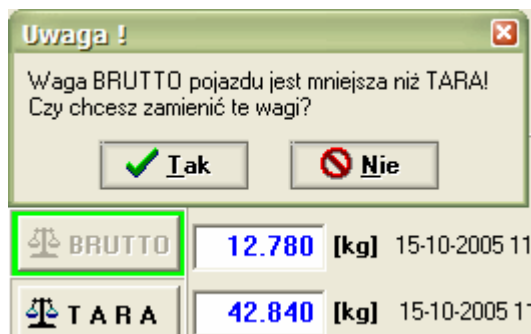 Uwaga !
Waga BRUTTO pojazdu jest mniejsza niż TARA!
Czy chcesz zamienić te wagi?
Tak Nie
BRUTTO 12.780 [kg] 15-10-2005 11
TARA 42.840 [kg] 15-10-2005